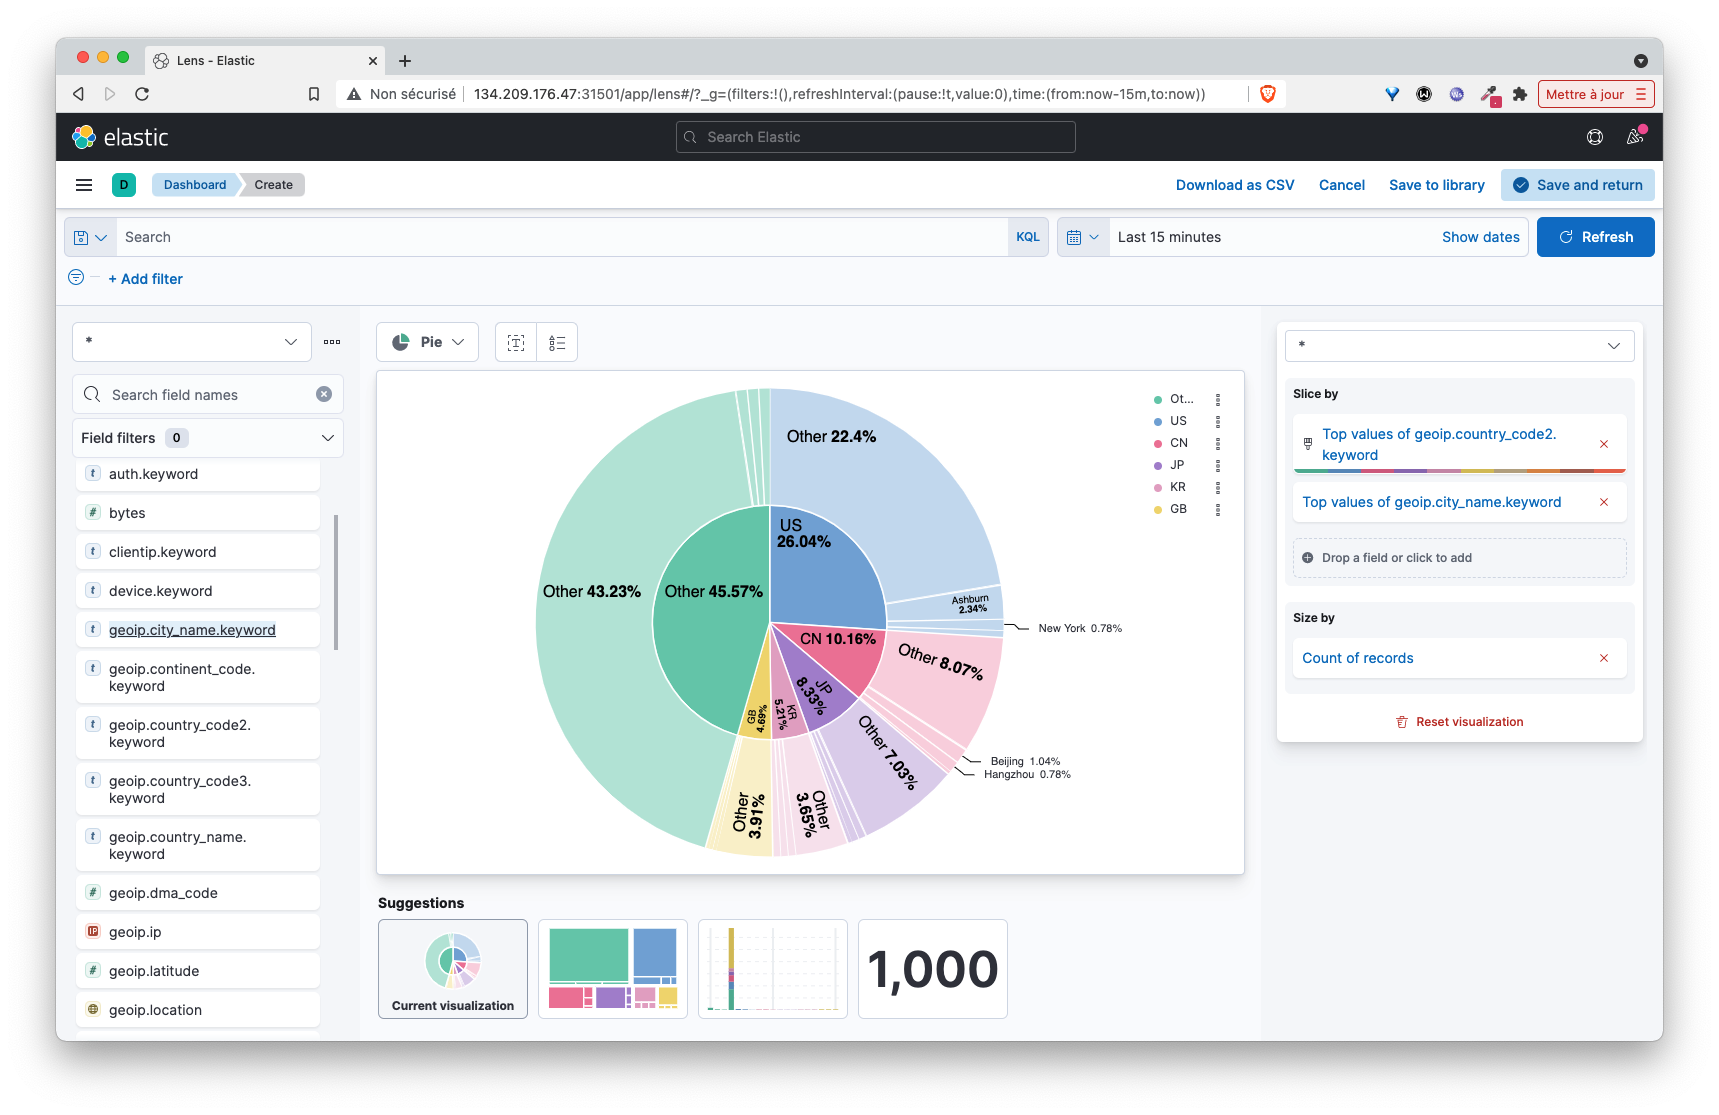 Lens - Elastic
Non sécurisé
134.209.176.47:31501/app/lens#/?_g=(filters:!(),refreshInterval:(pause:!t,value:0),time:(from:now-15m,to:now))
Mettre à jour
elastic
Search Elastic
D
Dashboard
Create
Download as CSV
Cancel
Save to library
Save and return
Search
KQL
Last 15 minutes
Show dates
Refresh
+ Add filter
*
Search field names
Field filters 0
t auth.keyword
# bytes
t clientip.keyword
t device.keyword
t geoip.city_name.keyword
t geoip.continent_code.
keyword
t geoip.country_code2.
keyword
t geoip.country_code3.
keyword
t geoip.country_name.
keyword
# geoip.dma_code
IP geoip.ip
# geoip.latitude
geoip.location
Pie
Other 22.4%
US
26.04%
Other 43.23%
Other 45.57%
Ashburn
2.34%
New York 0.78%
CN 10.16%
Other 8.07%
JP
8.33%
KR
5.21%
GB
4.69%
Other 7.03%
Beijing 1.04%
Hangzhou 0.78%
Other
3.65%
Other
3.91%
Ot...
US
CN
JP
KR
GB
Suggestions
Current visualization
1,000
*
Slice by
Top values of geoip.country_code2.
keyword
Top values of geoip.city_name.keyword
Drop a field or click to add
Size by
Count of records
Reset visualization